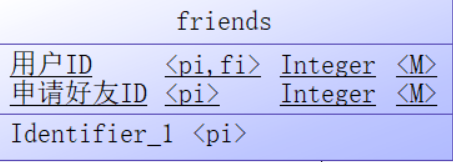 friends
用户ID <pi,fi> Integer <M>
申请好友ID <pi> Integer <M>
Identifier_1 <pi>